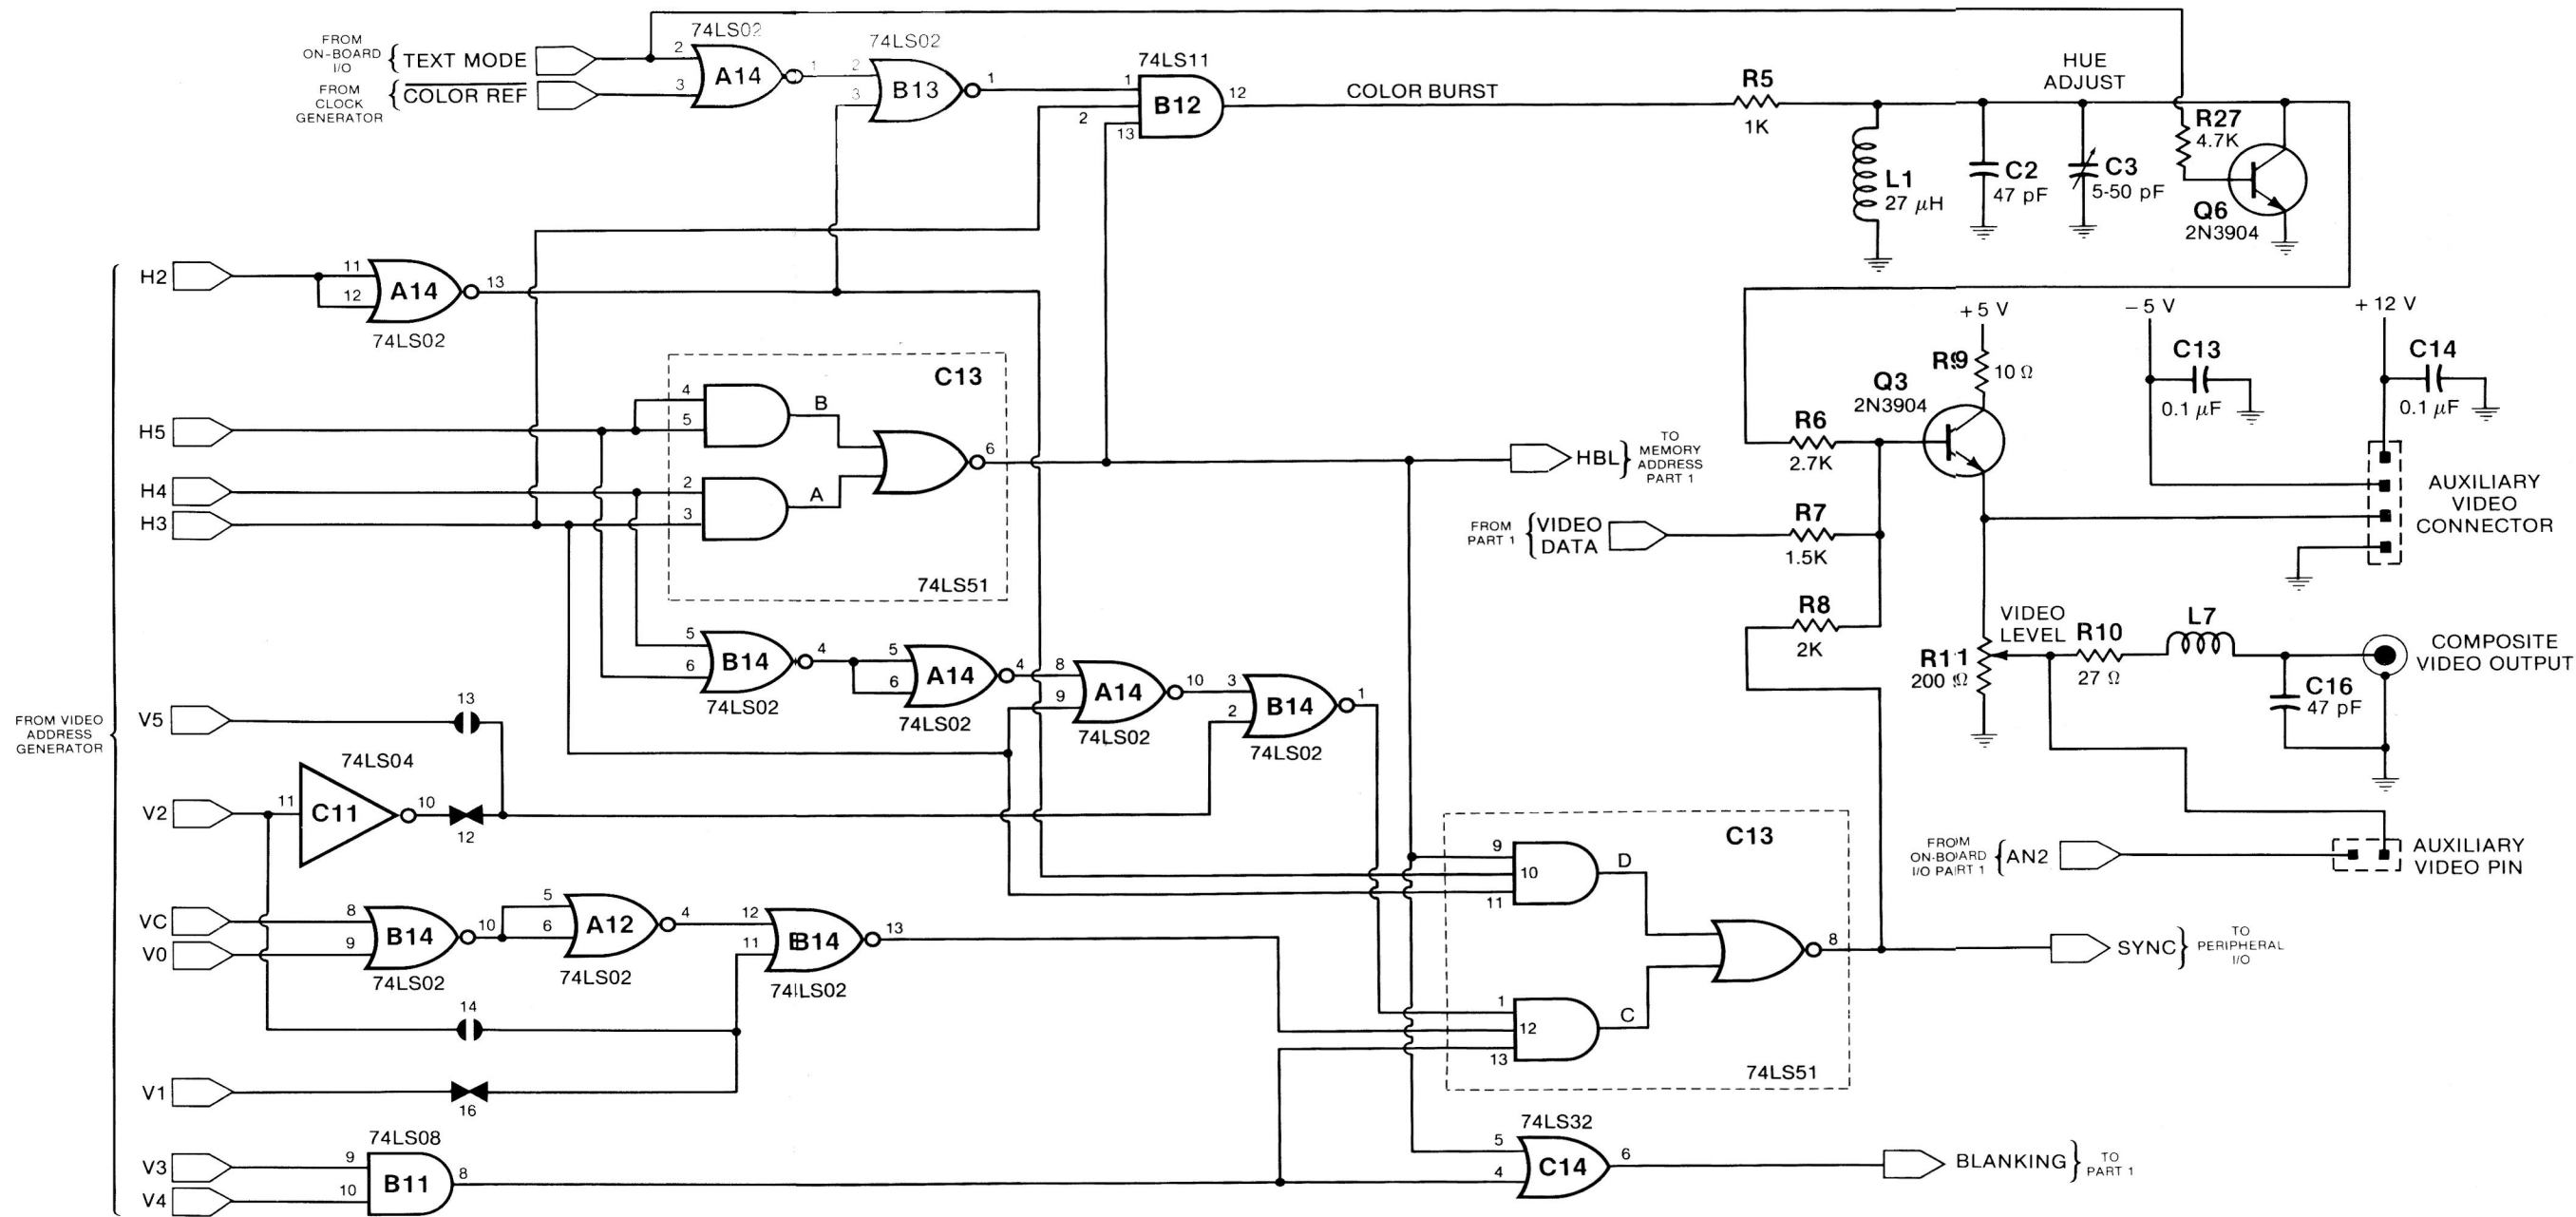 FROM
ON-BOARD
I/O
TEXT MODE
FROM
CLOCK
GENERATOR
COLOR REF
74LS02
2
3
A14
1
74LS02
2
3
B13
1
74LS11
1
2
13
B12
12
COLOR BURST
R5
1K
HUE
ADJUST
L1
27 μH
C2
47 pF
C3
5-50 pF
R27
4.7K
Q6
2N3904
H2
11
12
A14
13
74LS02
H5
H4
H3
C13
4
5
B
2
3
A
6
74LS51
HBL
TO
MEMORY
ADDRESS
PART 1
FROM
PART 1
VIDEO
DATA
R6
2.7K
R7
1.5K
R8
2K
Q3
2N3904
+5 V
R9
10 Ω
−5 V
C13
0.1 μF
+12 V
C14
0.1 μF
AUXILIARY
VIDEO
CONNECTOR
VIDEO
LEVEL
R11
200 Ω
R10
27 Ω
L7
C16
47 pF
COMPOSITE
VIDEO OUTPUT
FROM
ON-BOARD
I/O PART 1
AN2
AUXILIARY
VIDEO PIN
5
6
B14
4
74LS02
5
6
A14
4
74LS02
8
9
A14
10
74LS02
3
2
B14
1
74LS02
FROM VIDEO
ADDRESS
GENERATOR
V5
13
74LS04
V2
11
C11
10
12
VC
V0
8
9
B14
10
74LS02
5
6
A12
4
74LS02
12
11
B14
13
74LS02
14
V1
16
C13
9
10
11
D
1
12
13
C
8
74LS51
SYNC
TO
PERIPHERAL
I/O
74LS08
V3
V4
9
10
B11
8
74LS32
5
4
C14
6
BLANKING
TO
PART 1